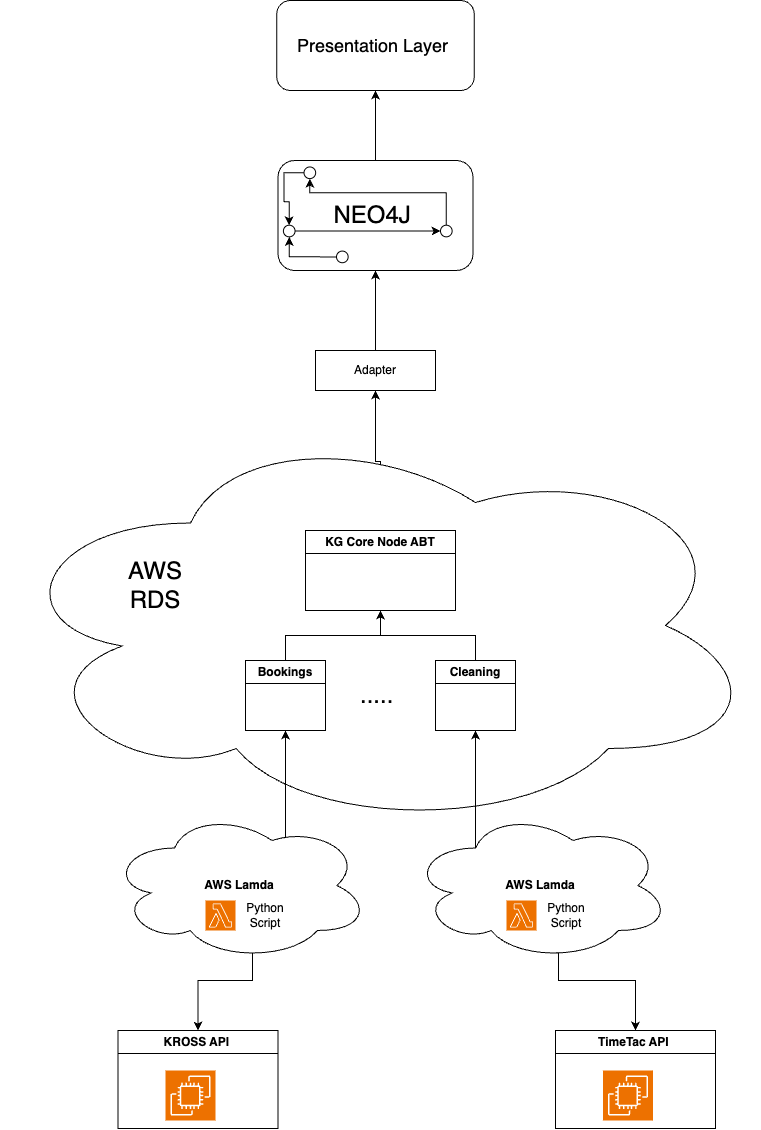 Presentation Layer
NEO4J
Adapter
KG Core Node ABT
AWS
RDS
Bookings
.....
Cleaning
AWS Lamda
Python
Script
AWS Lamda
Python
Script
KROSS API
TimeTac API